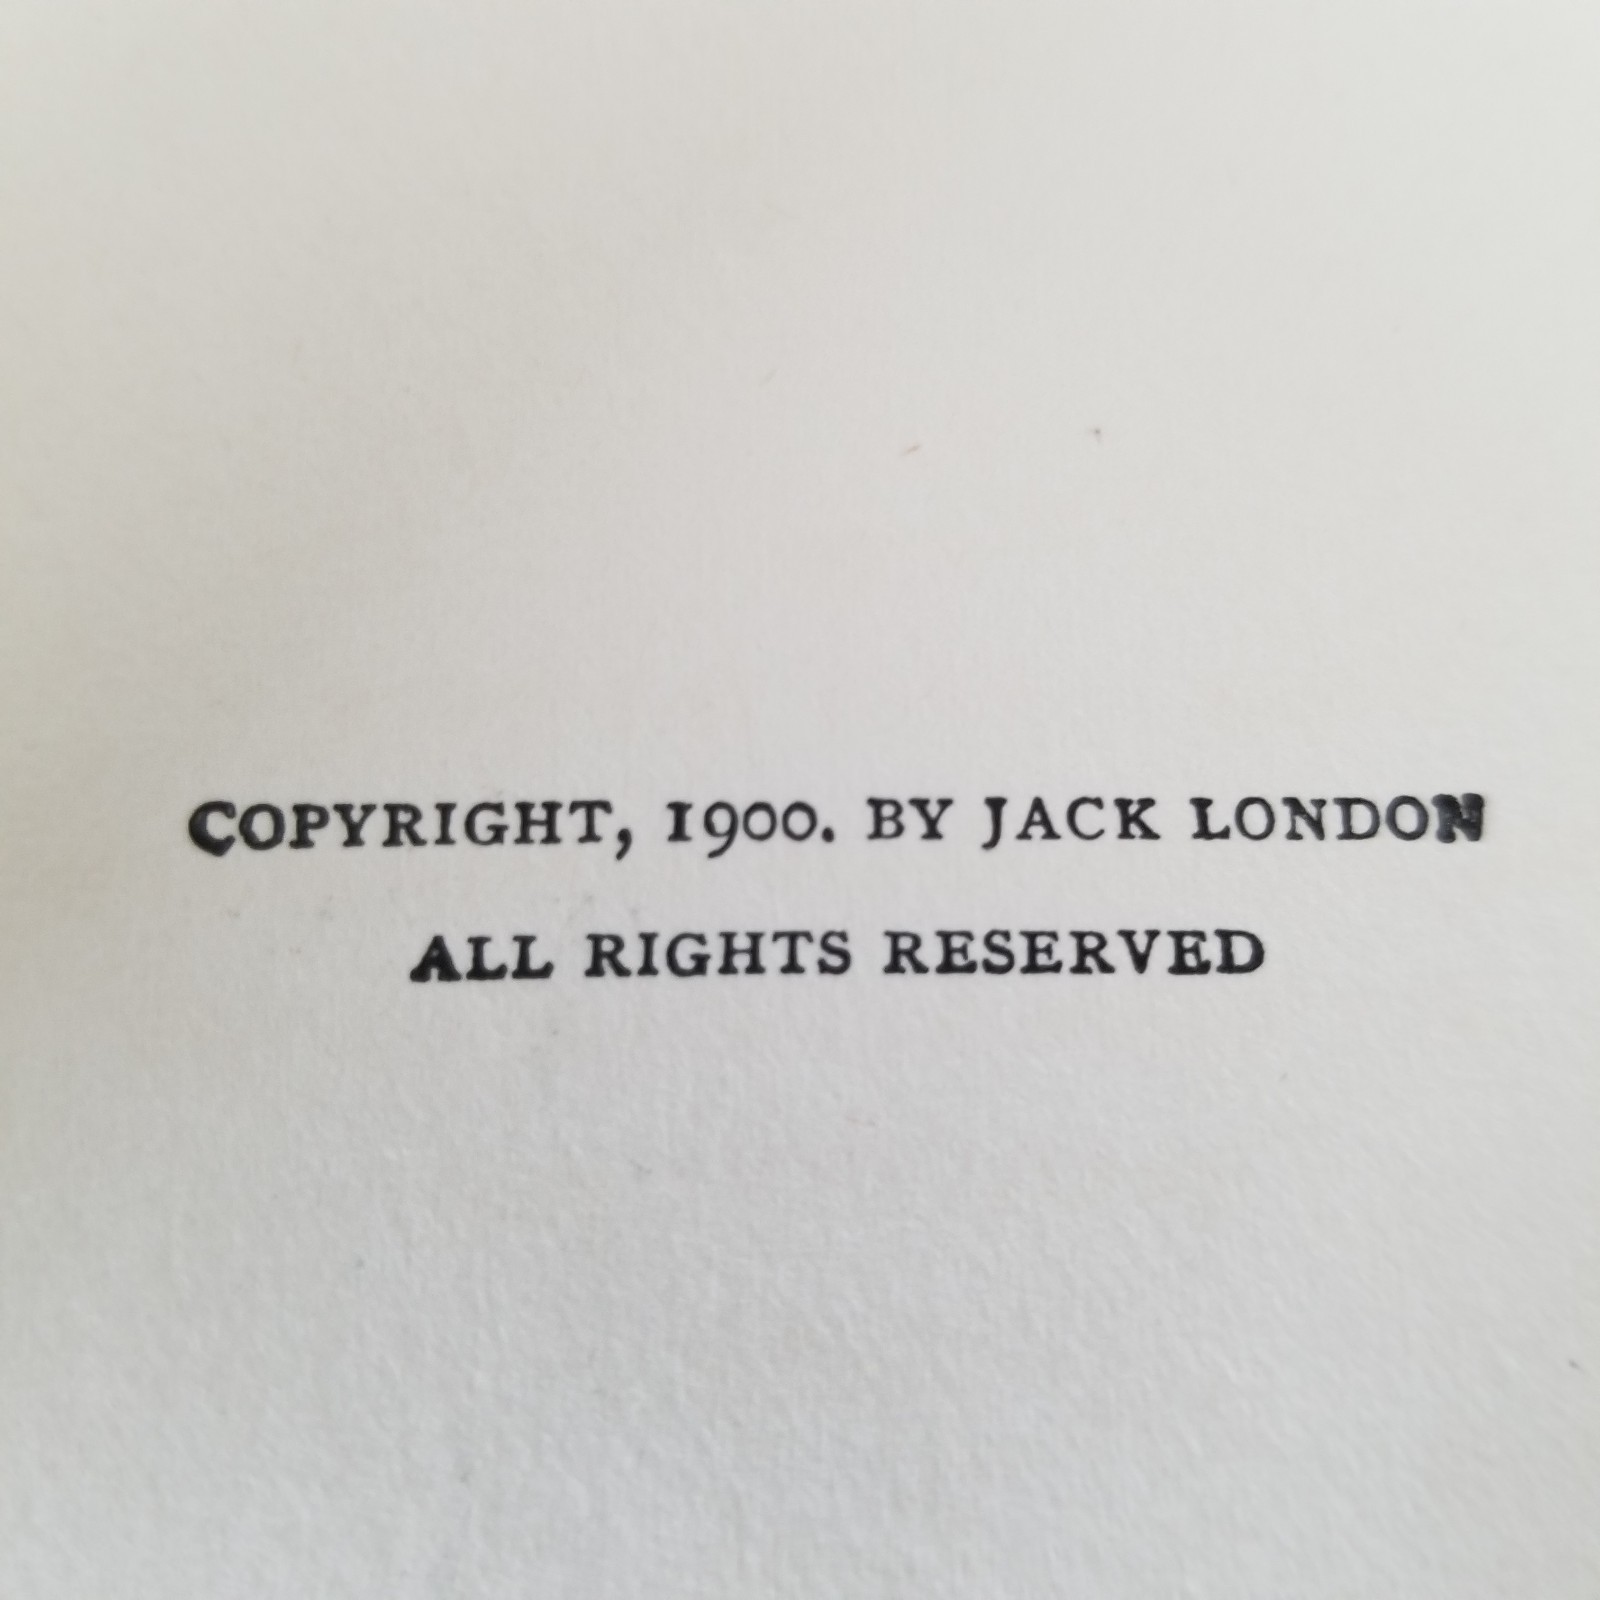 COPYRIGHT, 1900. BY JACK LONDON
ALL RIGHTS RESERVED